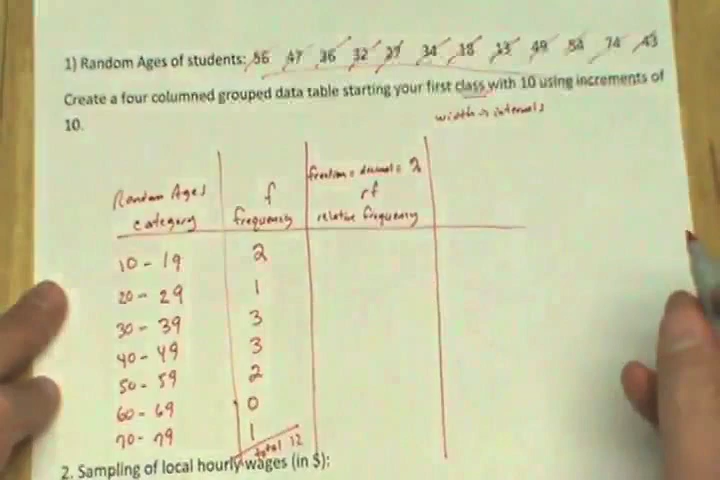 1) Random Ages of students: 56 47 36 32 27 34 18 13 49 54 74 43
Create a four columned grouped data table starting your first class with 10 using increments of
10.
width → intervals
fraction = decimal =
Random Ages f rf
category frequency relative frequency
10 - 19 2
20 - 29 1
30 - 39 3
40 - 49 3
50 - 59 2
60 - 69 0
70 - 79 1
total 12
2. Sampling of local hourly wages (in $):